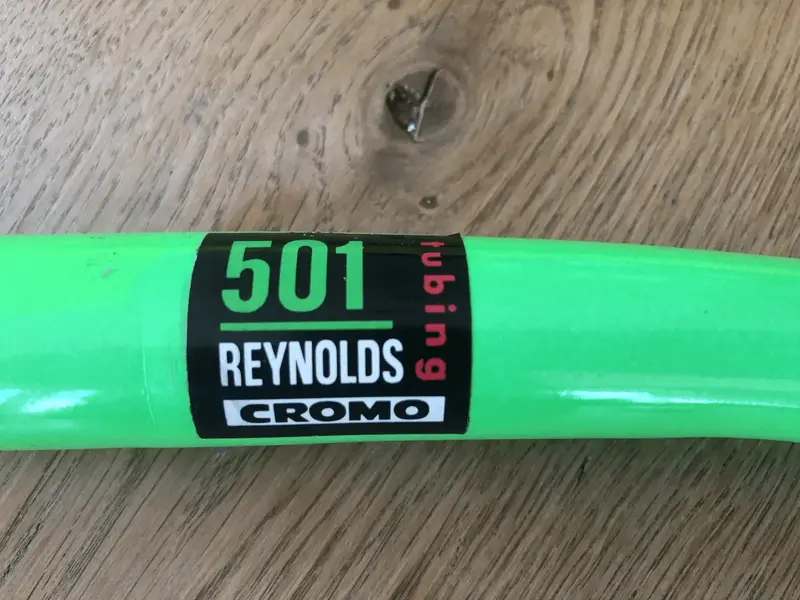 501
REYNOLDS
CROMO
tubing